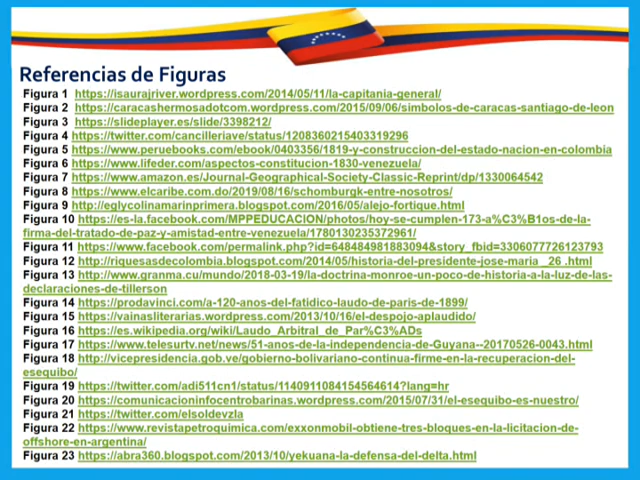 Referencias de Figuras
Figura 1 https://isaurajriver.wordpress.com/2014/05/11/la-capitania-general/
Figura 2 https://caracashermosadotcom.wordpress.com/2015/09/06/simbolos-de-caracas-santiago-de-leon
Figura 3 https://slideplayer.es/slide/3398212/
Figura 4 https://twitter.com/cancilleriave/status/1208360215403319296
Figura 5 https://www.peruebooks.com/ebook/0403356/1819-y-construccion-del-estado-nacion-en-colombia
Figura 6 https://www.lifeder.com/aspectos-constitucion-1830-venezuela/
Figura 7 https://www.amazon.es/Journal-Geographical-Society-Classic-Reprint/dp/1330064542
Figura 8 https://www.elcaribe.com.do/2019/08/16/schomburgk-entre-nosotros/
Figura 9 http://eglycolinamarinprimera.blogspot.com/2016/05/alejo-fortique.html
Figura 10 https://es-la.facebook.com/MPPEDUCACION/photos/hoy-se-cumplen-173-a%C3%B1os-de-la-
firma-del-tratado-de-paz-y-amistad-entre-venezuela/1780130235372961/
Figura 11 https://www.facebook.com/permalink.php?id=648484981883094&story_fbid=3306077726123793
Figura 12 http://riquesasdecolombia.blogspot.com/2014/05/historia-del-presidente-jose-maria _26 .html
Figura 13 http://www.granma.cu/mundo/2018-03-19/la-doctrina-monroe-un-poco-de-historia-a-la-luz-de-las-
declaraciones-de-tillerson
Figura 14 https://prodavinci.com/a-120-anos-del-fatidico-laudo-de-paris-de-1899/
Figura 15 https://vainasliterarias.wordpress.com/2013/10/16/el-despojo-aplaudido/
Figura 16 https://es.wikipedia.org/wiki/Laudo_Arbitral_de_Par%C3%ADs
Figura 17 https://www.telesurtv.net/news/51-anos-de-la-independencia-de-Guyana--20170526-0043.html
Figura 18 http://vicepresidencia.gob.ve/gobierno-bolivariano-continua-firme-en-la-recuperacion-del-
esequibo/
Figura 19 https://twitter.com/adi511cn1/status/1140911084154564614?lang=hr
Figura 20 https://comunicacioninfocentrobarinas.wordpress.com/2015/07/31/el-esequibo-es-nuestro/
Figura 21 https://twitter.com/elsoldevzla
Figura 22 https://www.revistapetroquimica.com/exxonmobil-obtiene-tres-bloques-en-la-licitacion-de-
offshore-en-argentina/
Figura 23 https://abra360.blogspot.com/2013/10/yekuana-la-defensa-del-delta.html